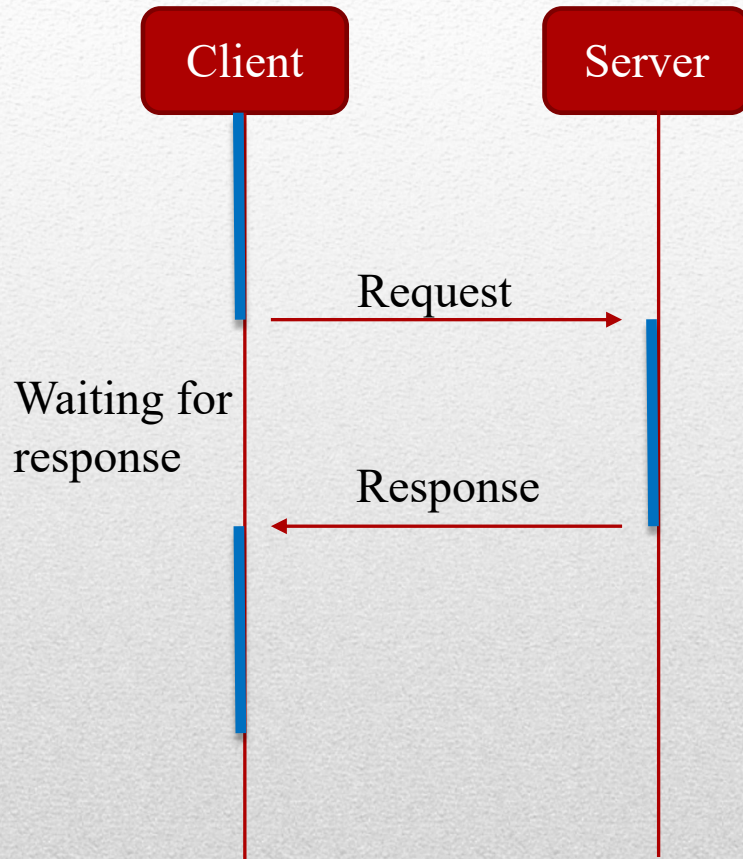 Client
Server
Request
Waiting for
response
Response